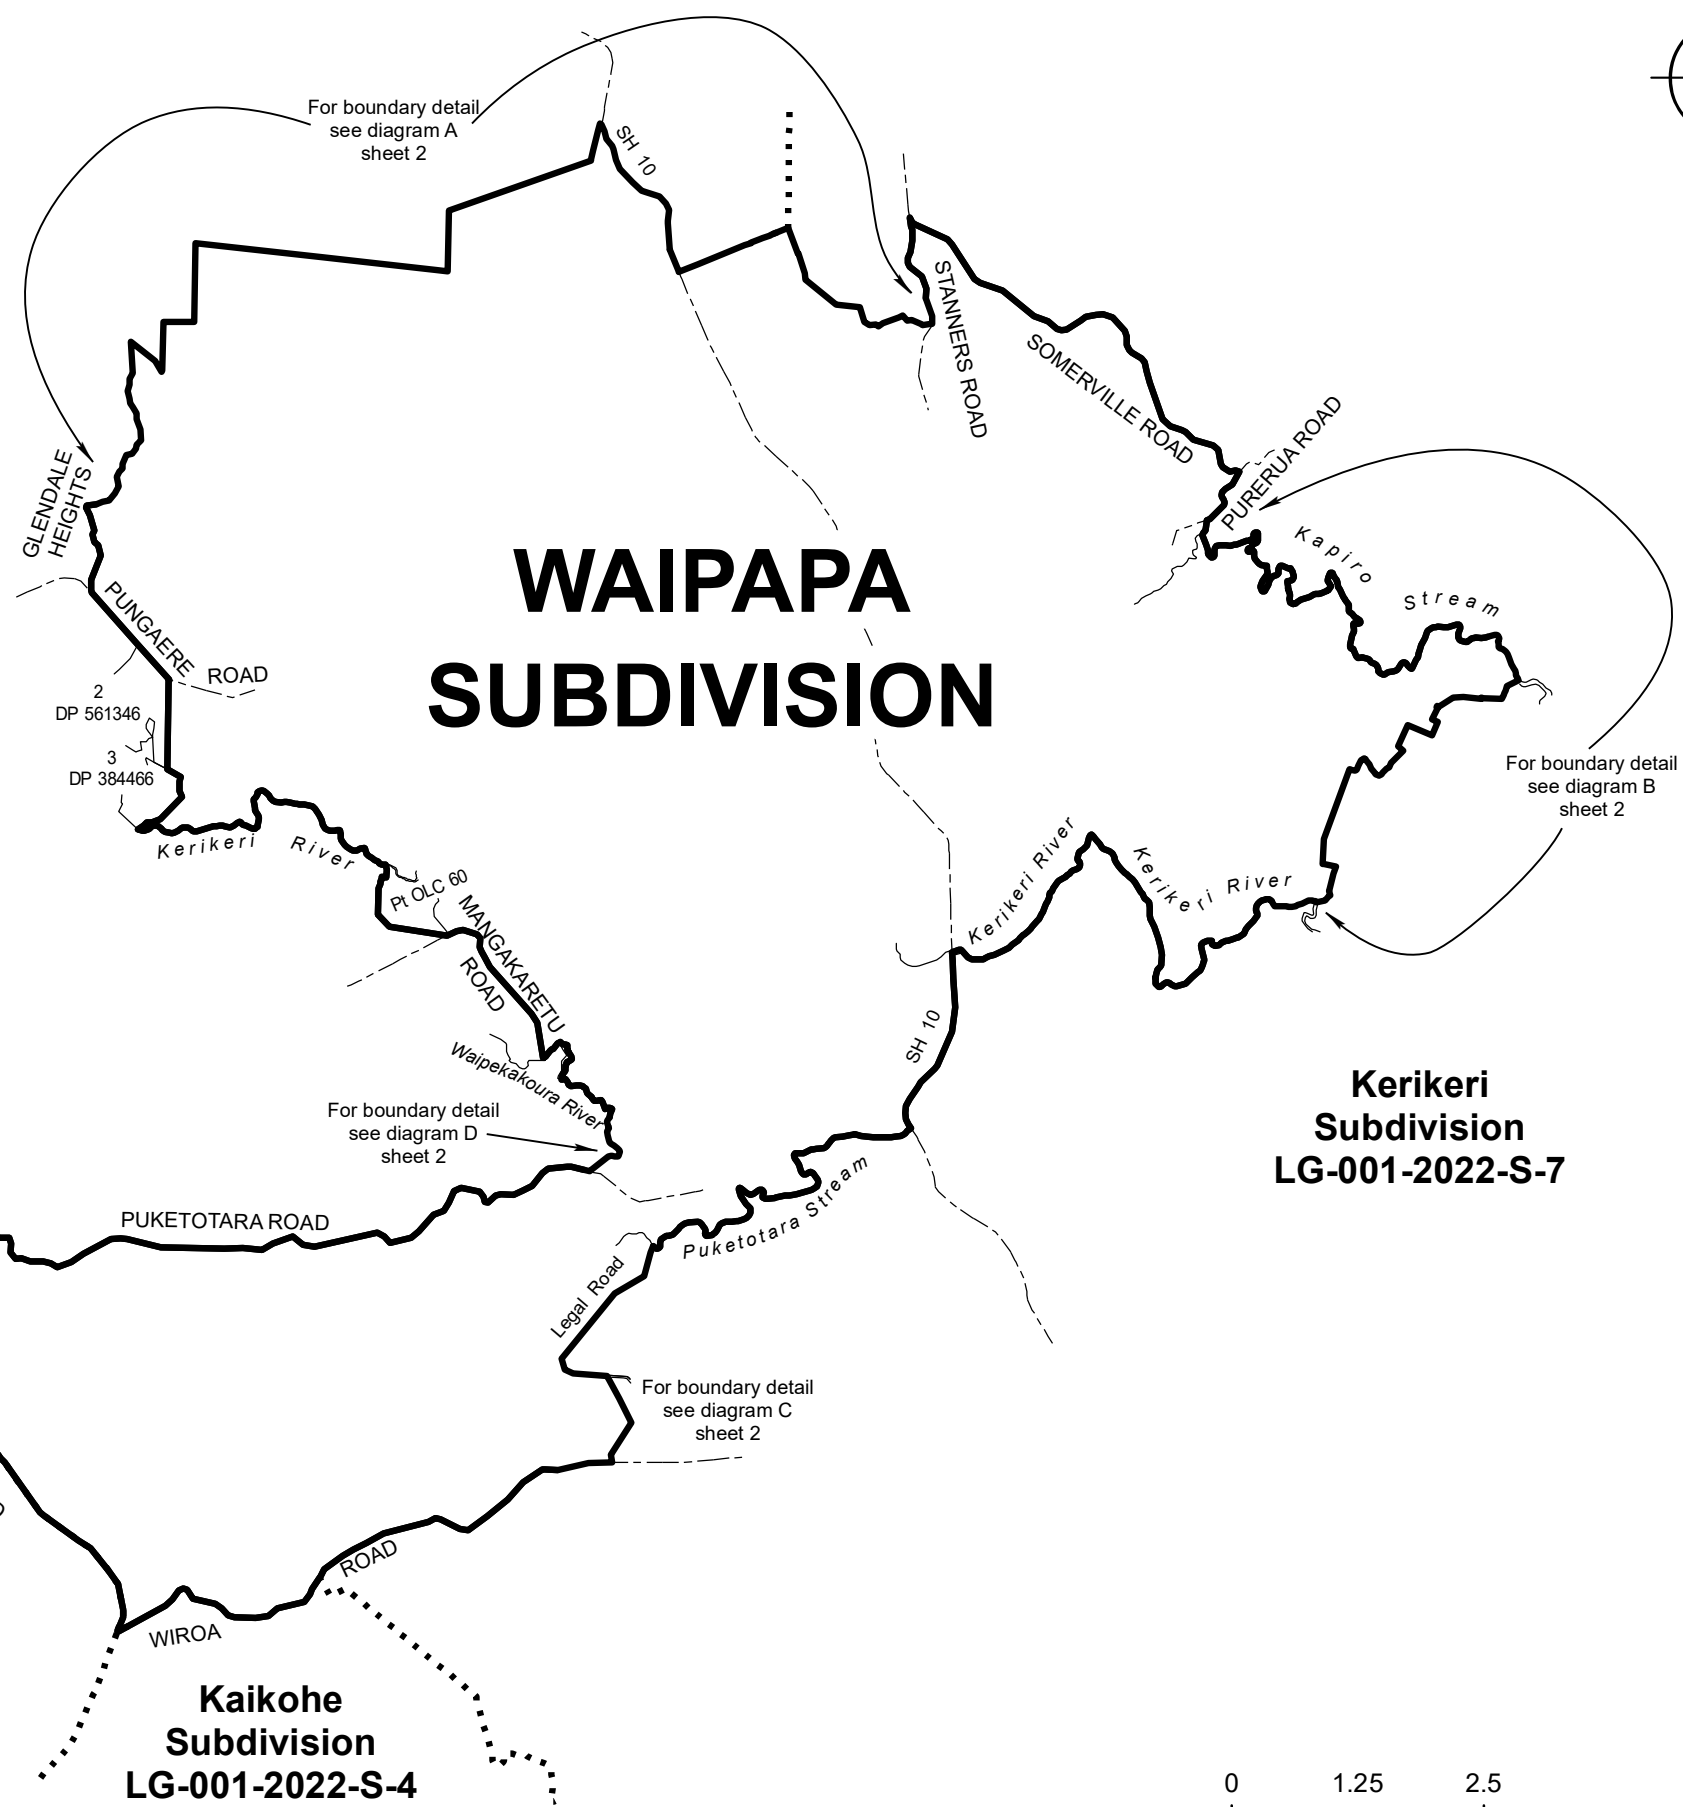 For boundary detail
see diagram A
sheet 2
SH 10
STANNERS ROAD
SOMERVILLE ROAD
PURERUA ROAD
GLENDALE
HEIGHTS
Kapiro
Stream
WAIPAPA
SUBDIVISION
PUNGAERE
ROAD
2
DP 561346
3
DP 384466
For boundary detail
see diagram B
sheet 2
Kerikeri River
Kerikeri River
Kerikeri River
Pt OLC 60
MANGAKARETU
ROAD
SH 10
Waipekakoura River
Kerikeri
Subdivision
LG-001-2022-S-7
For boundary detail
see diagram D
sheet 2
PUKETOTARA ROAD
Puketotara Stream
Legal Road
For boundary detail
see diagram C
sheet 2
ROAD
WIROA
Kaikohe
Subdivision
LG-001-2022-S-4
0 1.25 2.5